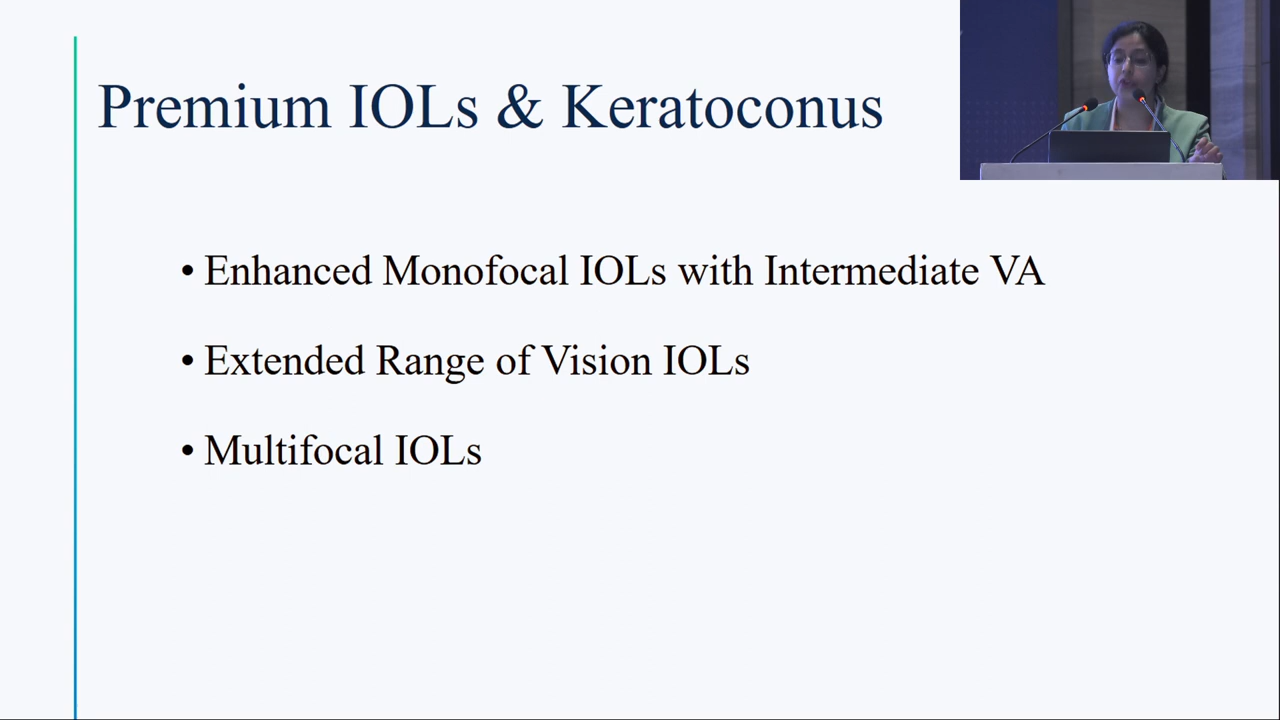 Premium IOLs & Keratoconus
• Enhanced Monofocal IOLs with Intermediate VA
• Extended Range of Vision IOLs
• Multifocal IOLs